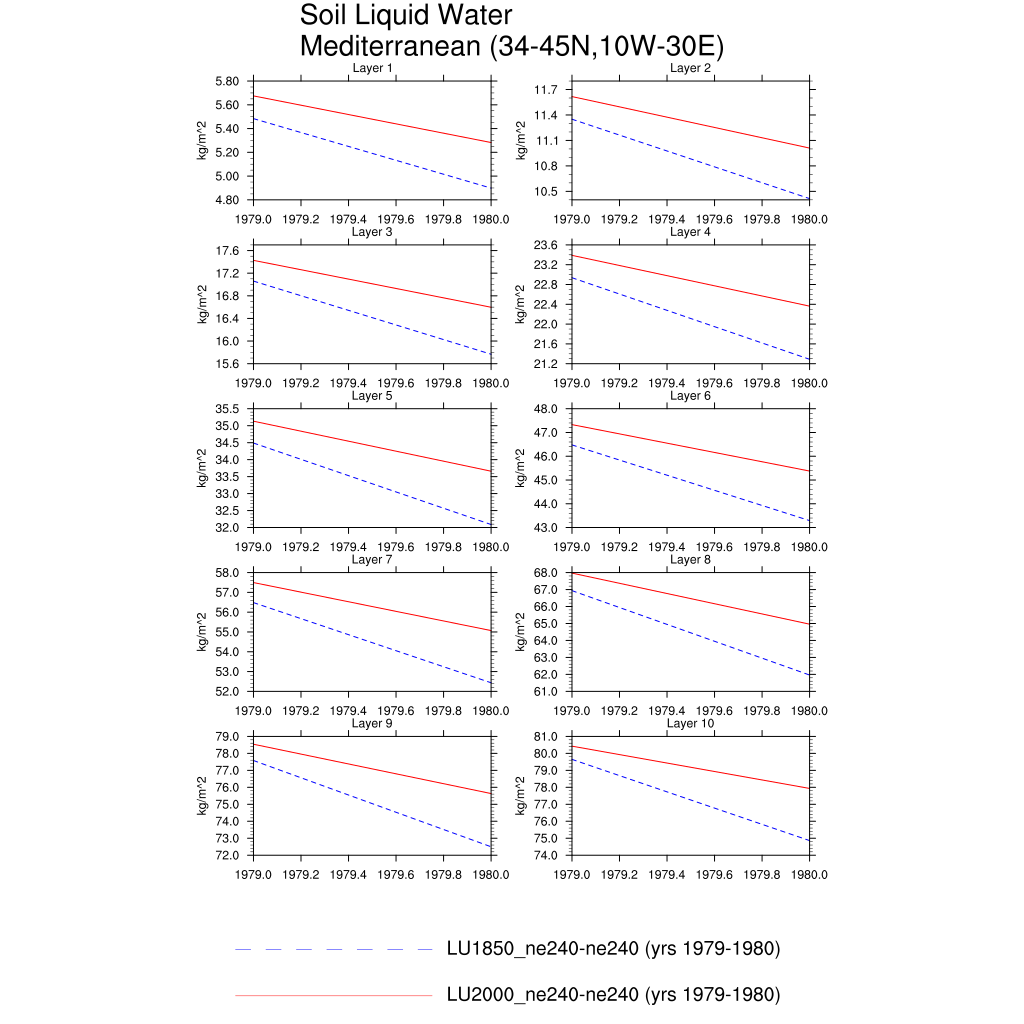 Soil Liquid Water
Mediterranean (34-45N,10W-30E)
Layer 1
5.80
5.60
5.40
5.20
5.00
4.80
kg/m^2
1979.0 1979.2 1979.4 1979.6 1979.8 1980.0
Layer 2
11.7
11.4
11.1
10.8
10.5
kg/m^2
1979.0 1979.2 1979.4 1979.6 1979.8 1980.0
Layer 3
17.6
17.2
16.8
16.4
16.0
15.6
kg/m^2
1979.0 1979.2 1979.4 1979.6 1979.8 1980.0
Layer 4
23.6
23.2
22.8
22.4
22.0
21.6
21.2
kg/m^2
1979.0 1979.2 1979.4 1979.6 1979.8 1980.0
Layer 5
35.5
35.0
34.5
34.0
33.5
33.0
32.5
32.0
kg/m^2
1979.0 1979.2 1979.4 1979.6 1979.8 1980.0
Layer 6
48.0
47.0
46.0
45.0
44.0
43.0
kg/m^2
1979.0 1979.2 1979.4 1979.6 1979.8 1980.0
Layer 7
58.0
57.0
56.0
55.0
54.0
53.0
52.0
kg/m^2
1979.0 1979.2 1979.4 1979.6 1979.8 1980.0
Layer 8
68.0
67.0
66.0
65.0
64.0
63.0
62.0
61.0
kg/m^2
1979.0 1979.2 1979.4 1979.6 1979.8 1980.0
Layer 9
79.0
78.0
77.0
76.0
75.0
74.0
73.0
72.0
kg/m^2
1979.0 1979.2 1979.4 1979.6 1979.8 1980.0
Layer 10
81.0
80.0
79.0
78.0
77.0
76.0
75.0
74.0
kg/m^2
1979.0 1979.2 1979.4 1979.6 1979.8 1980.0
LU1850_ne240-ne240 (yrs 1979-1980)
LU2000_ne240-ne240 (yrs 1979-1980)